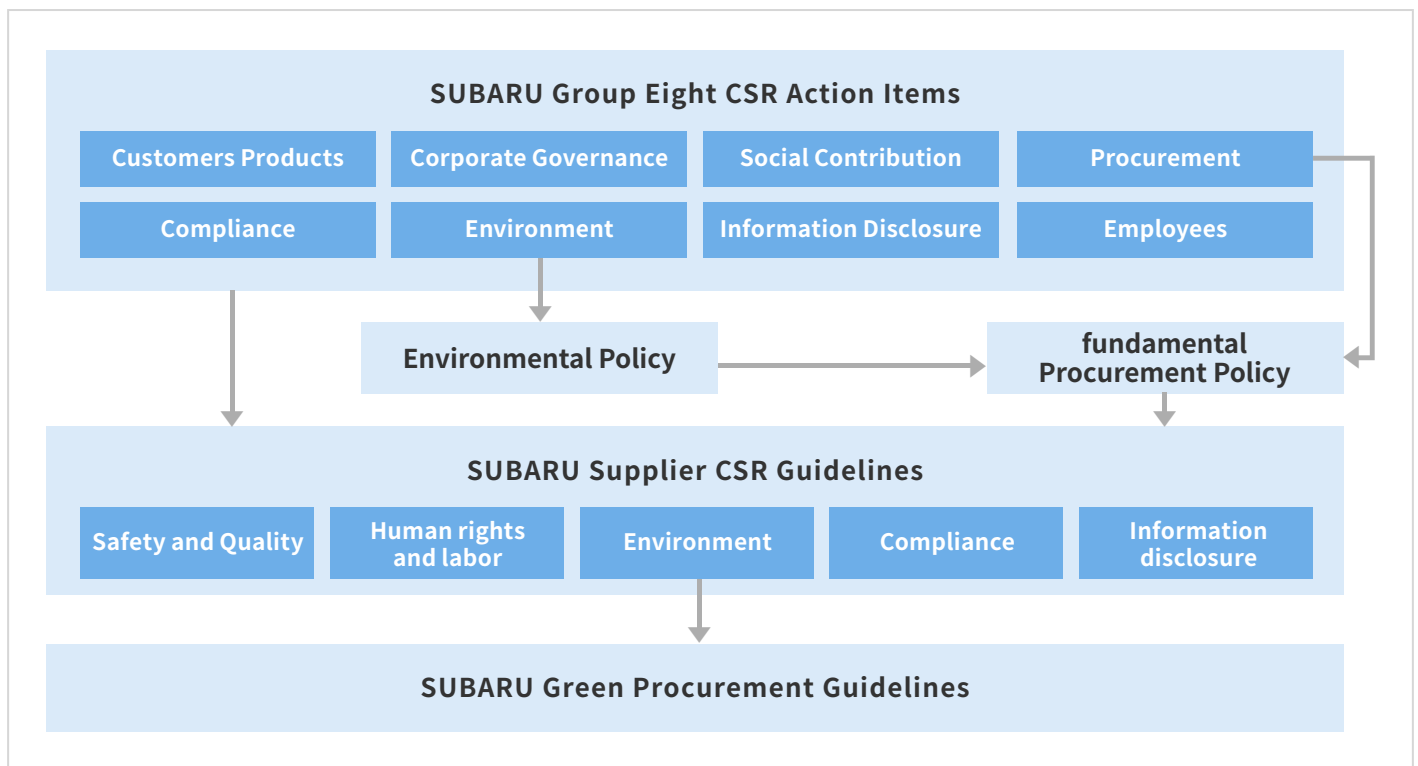 SUBARU Group Eight CSR Action Items
Customers Products
Corporate Governance
Social Contribution
Procurement
Compliance
Environment
Information Disclosure
Employees
Environmental Policy
fundamental
Procurement Policy
SUBARU Supplier CSR Guidelines
Safety and Quality
Human rights
and labor
Environment
Compliance
Information
disclosure
SUBARU Green Procurement Guidelines